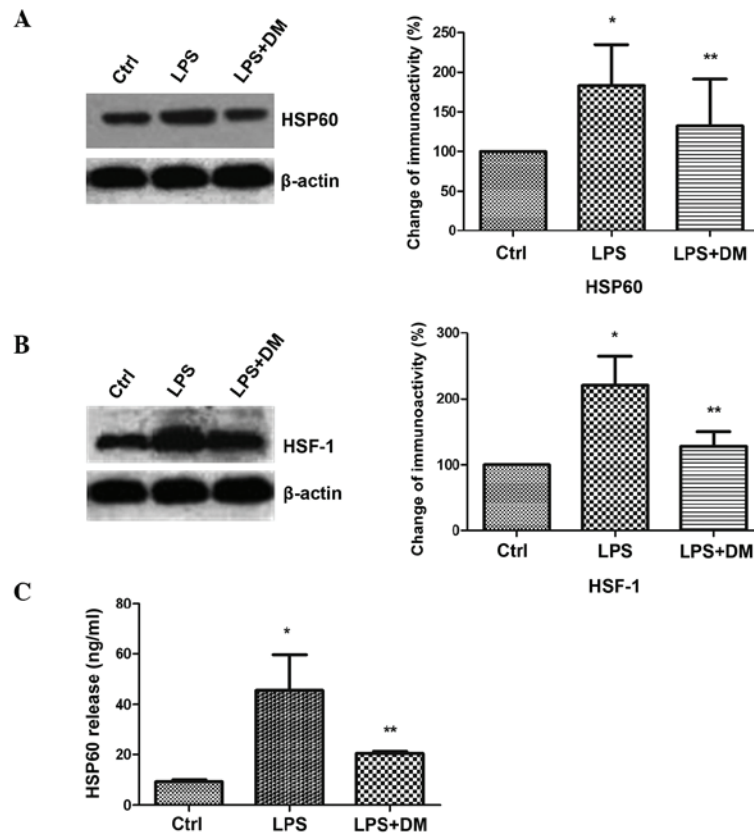 A
Ctrl LPS LPS+DM
HSP60
β-actin
Change of immunoactivity (%)
250
200
150
100
50
0
* **
Ctrl LPS LPS+DM
HSP60
B
Ctrl LPS LPS+DM
HSF-1
β-actin
Change of immunoactivity (%)
300
200
100
0
* **
Ctrl LPS LPS+DM
HSF-1
C
HSP60 release (ng/ml)
80
60
40
20
0
* **
Ctrl LPS LPS+DM